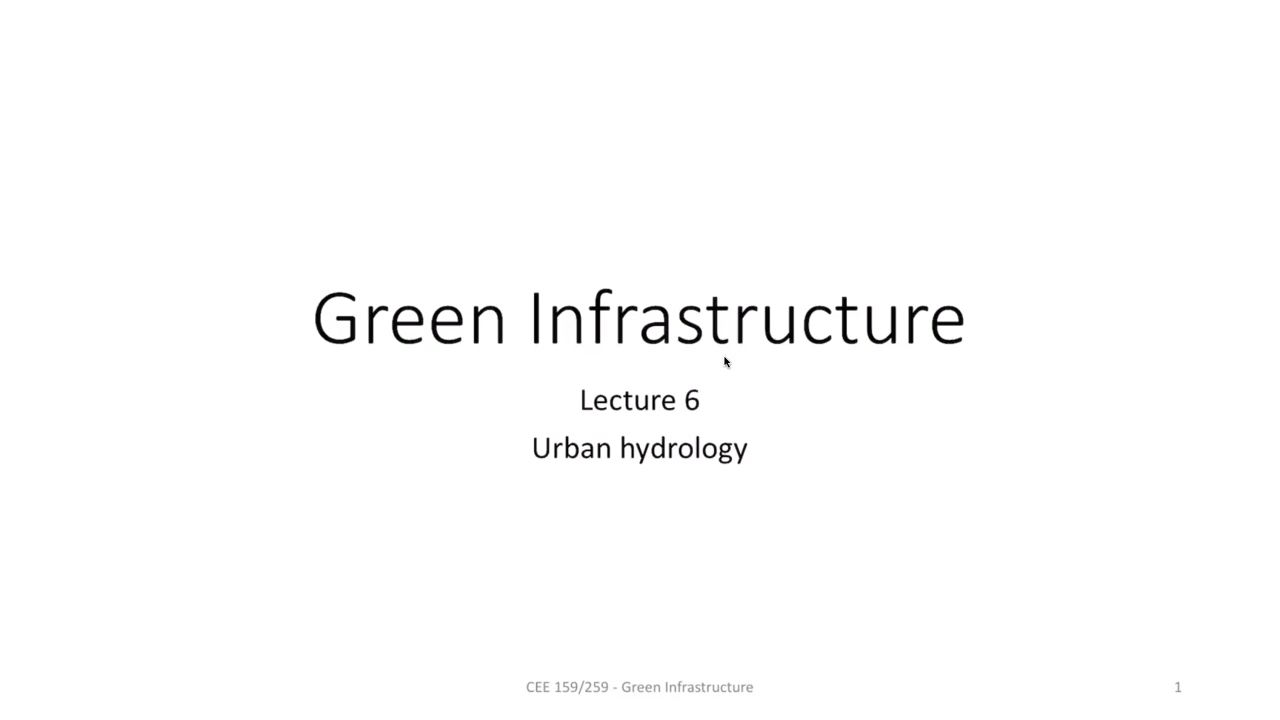 Green Infrastructure
Lecture 6
Urban hydrology
CEE 159/259 - Green Infrastructure
1